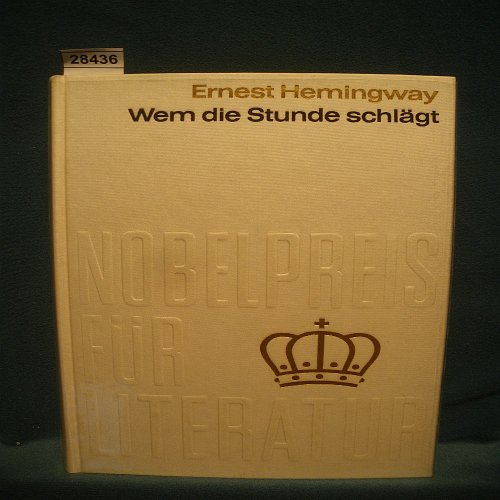 28436
Ernest Hemingway
Wem die Stunde schlägt
NOBELPREIS
FÜR
LITERATUR